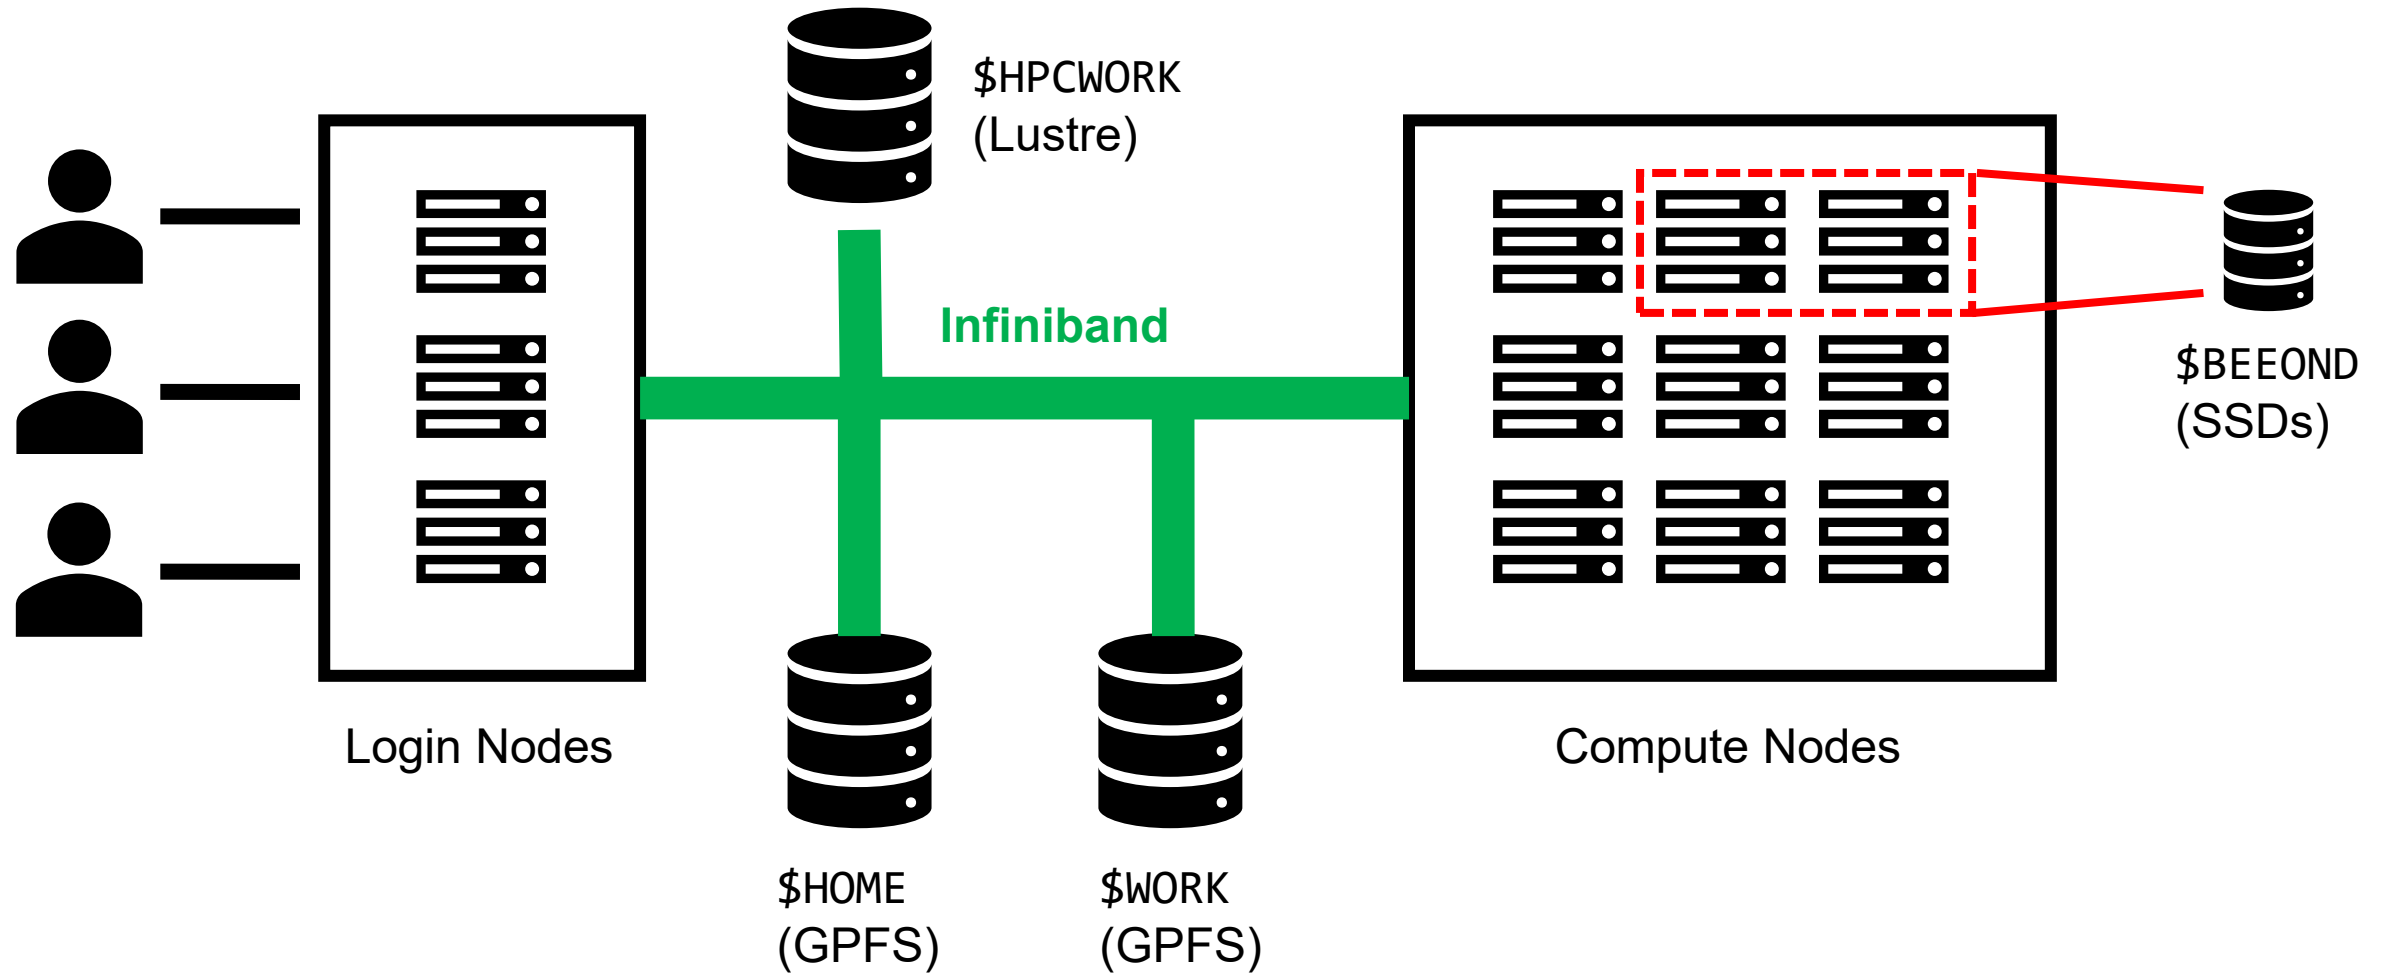 $HPCWORK
(Lustre)
Infiniband
$BEEOND
(SSDs)
Login Nodes
Compute Nodes
$HOME
(GPFS)
$WORK
(GPFS)